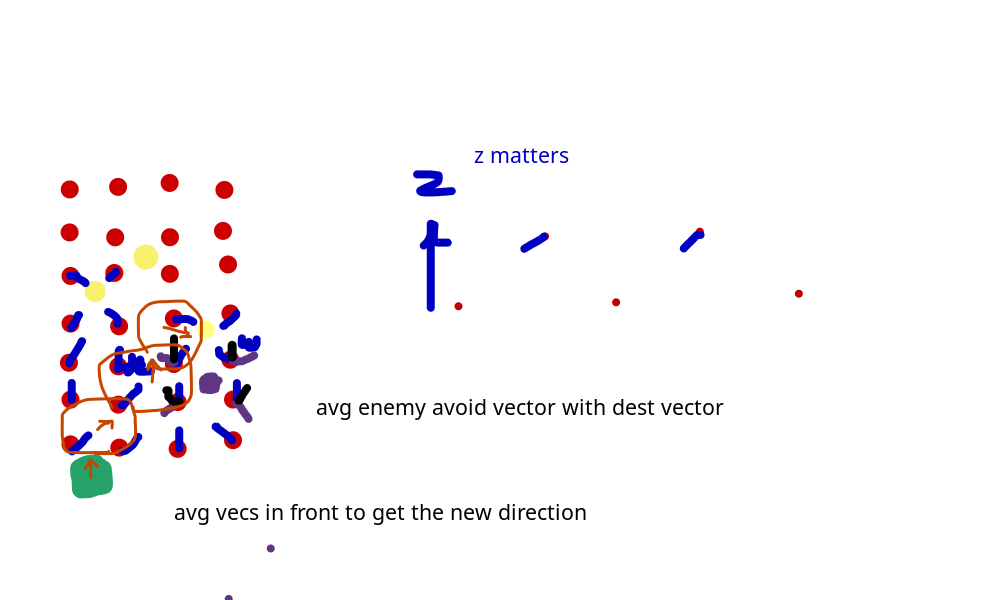 z matters
z
avg enemy avoid vector with dest vector
avg vecs in front to get the new direction